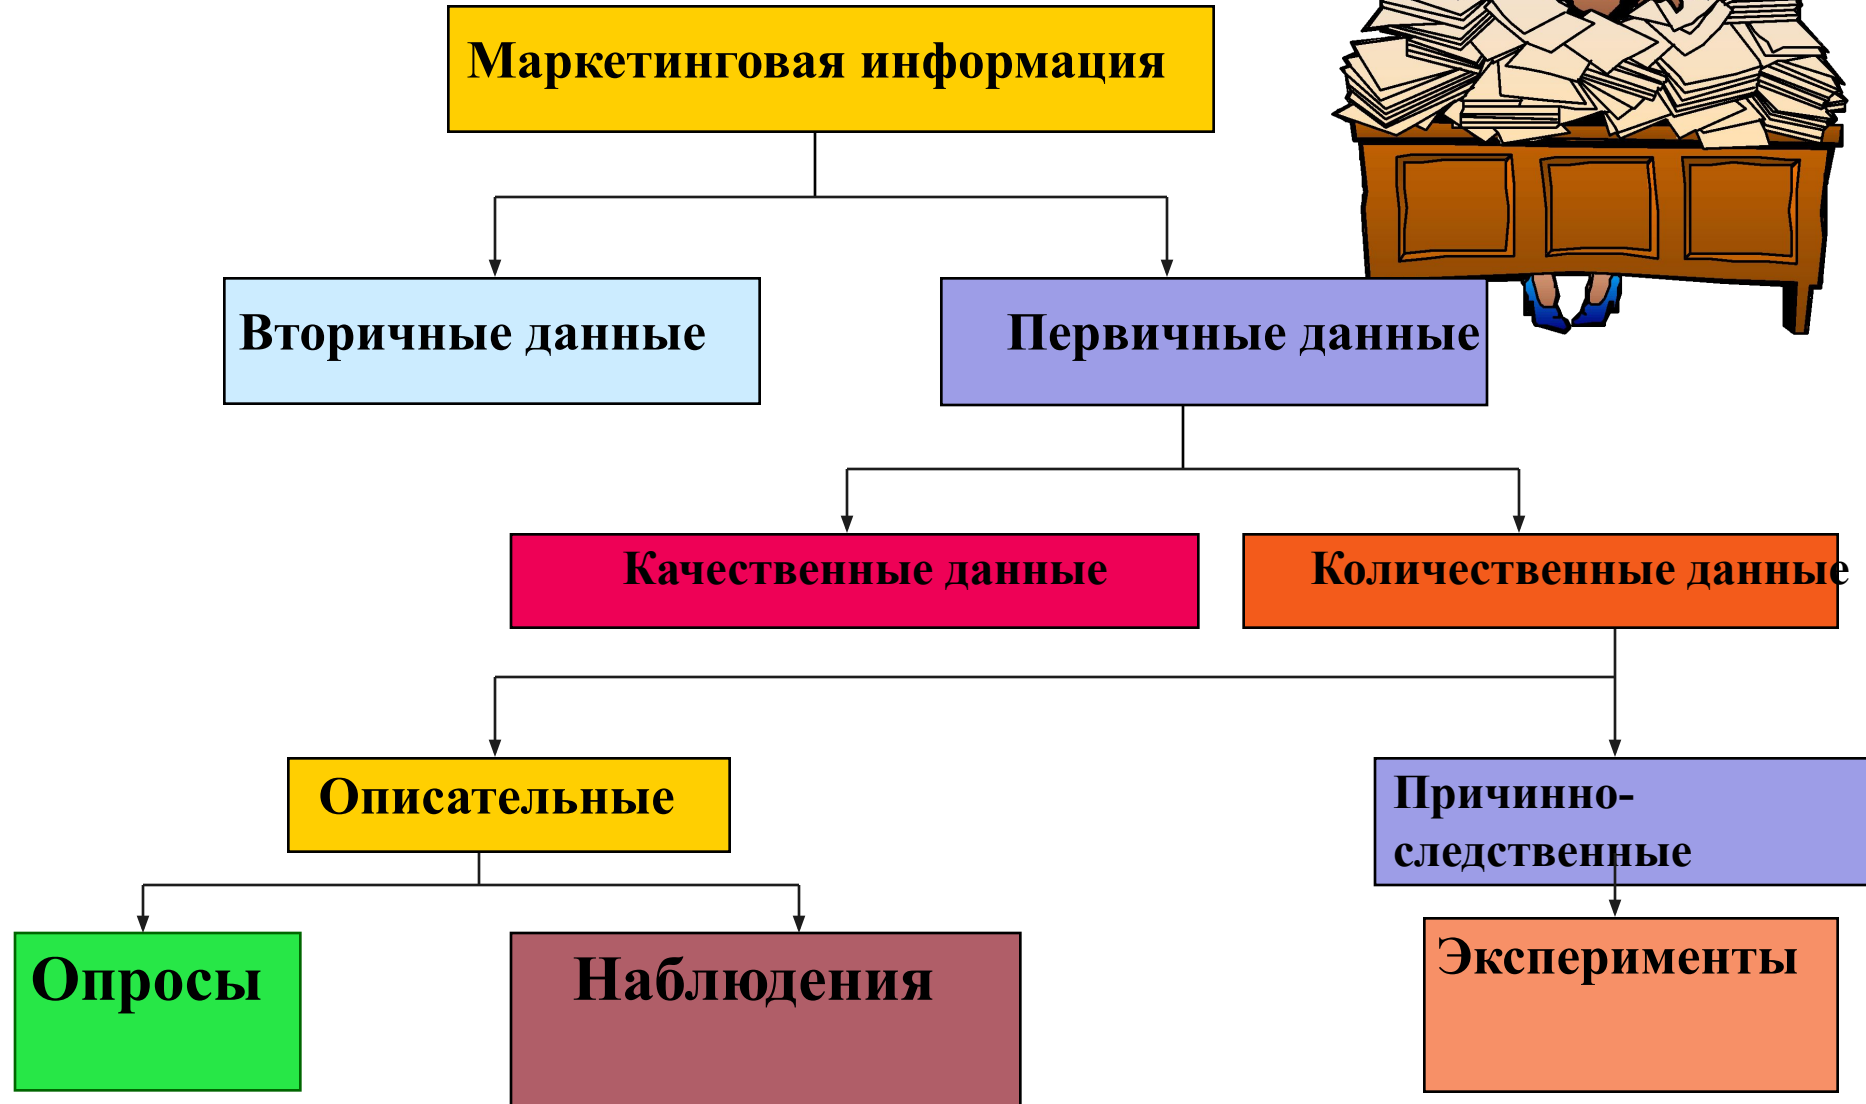 Маркетинговая информация
Вторичные данные
Первичные данные
Качественные данные
Количественные данные
Описательные
Причинно-
следственные
Опросы
Наблюдения
Эксперименты